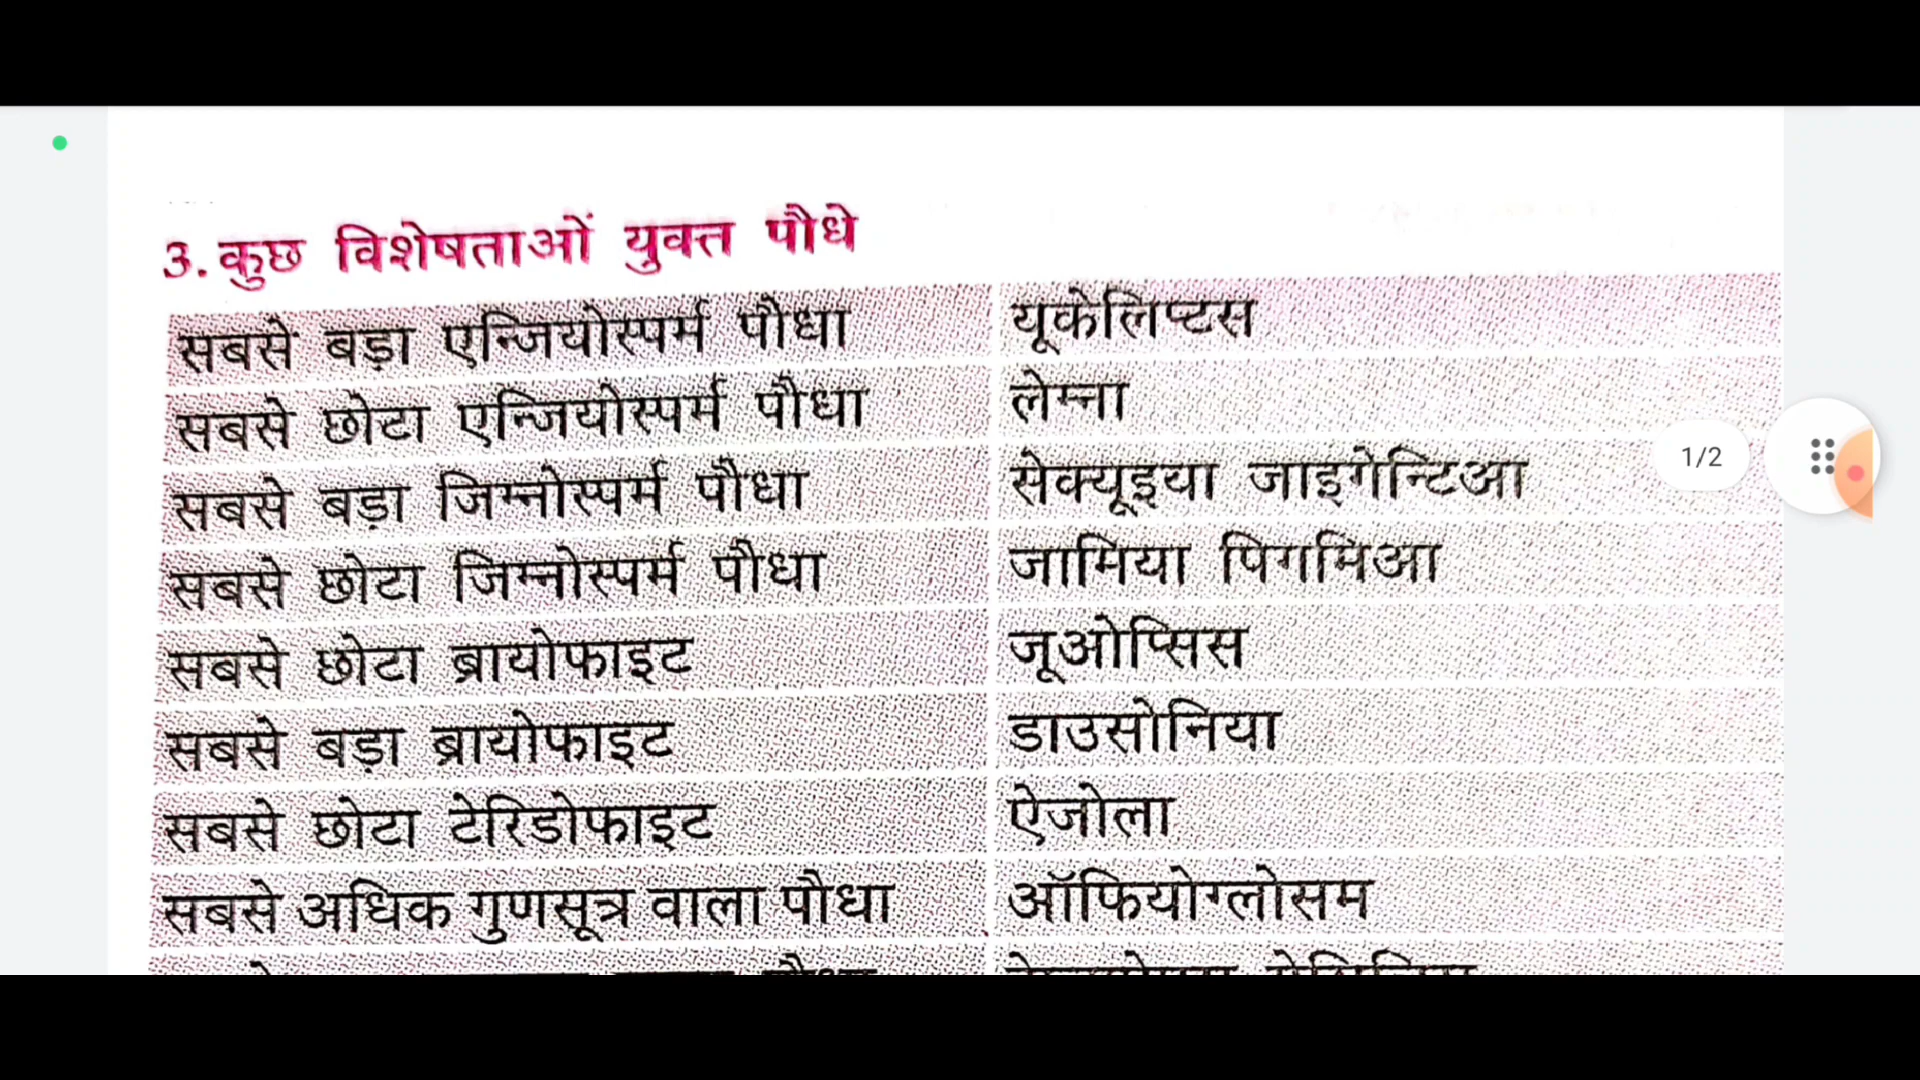 3. कुछ विशेषताओं युक्त पौधे
सबसे बड़ा एन्जियोस्पर्म पौधा यूकेलिप्टस
सबसे छोटा एन्जियोस्पर्म पौधा लेम्ना
सबसे बड़ा जिम्नोस्पर्म पौधा सेक्यूइया जाइगेन्टिआ
1/2
सबसे छोटा जिम्नोस्पर्म पौधा जामिया पिगमिआ
सबसे छोटा ब्रायोफाइट जूओप्सिस
सबसे बड़ा ब्रायोफाइट डाउसोनिया
सबसे छोटा टेरिडोफाइट ऐजोला
सबसे अधिक गुणसूत्र वाला पौधा ऑफियोग्लोसम